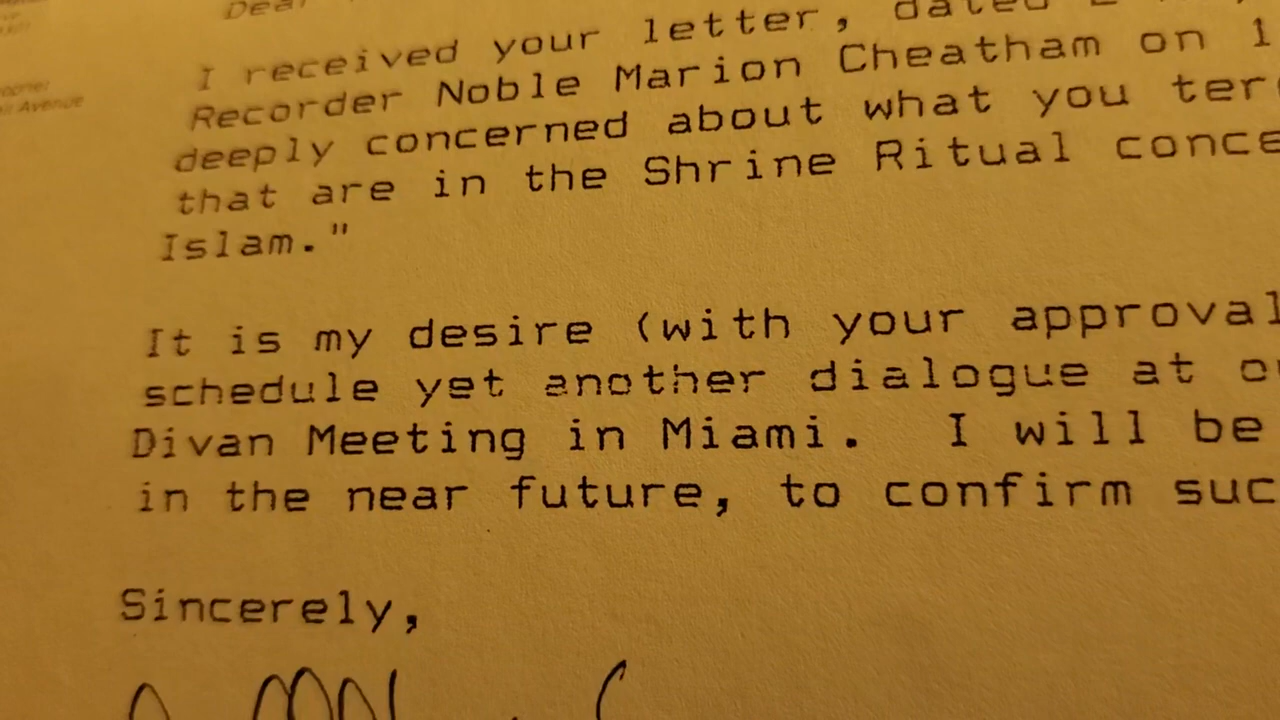 Dear
I received your letter, dated
Recorder Noble Marion Cheatham on 1
deeply concerned about what you ter
that are in the Shrine Ritual conce
Islam."
It is my desire (with your approval
schedule yet another dialogue at o
Divan Meeting in Miami. I will be
in the near future, to confirm suc
Sincerely,
Avenue